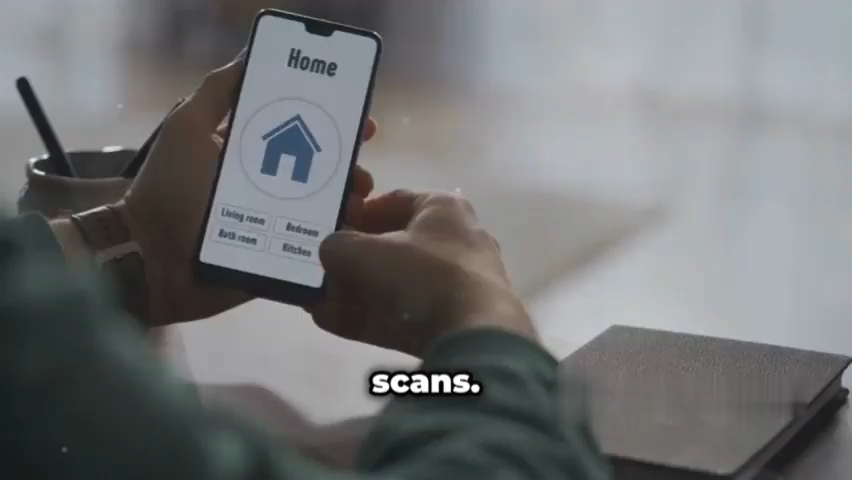 Home
Living room
Bedroom
Bath room
Kitchen
scans.